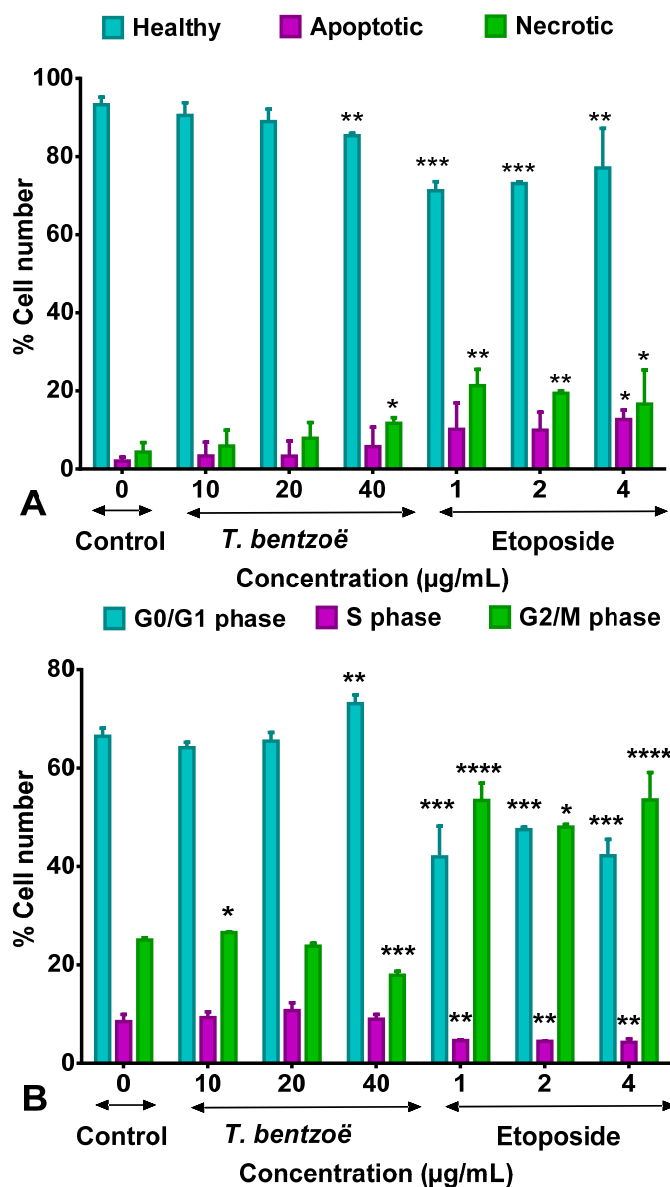 Healthy Apoptotic Necrotic
100
80
60
40
20
0
% Cell number
** *** *** **
* ** ** * *
0 10 20 40 1 2 4
A
Control T. bentzoë Etoposide
Concentration (µg/mL)
G0/G1 phase S phase G2/M phase
80
60
40
20
0
% Cell number
**
*** **** *** * *** ****
* *** ** ** **
0 10 20 40 1 2 4
B
Control T. bentzoë Etoposide
Concentration (µg/mL)